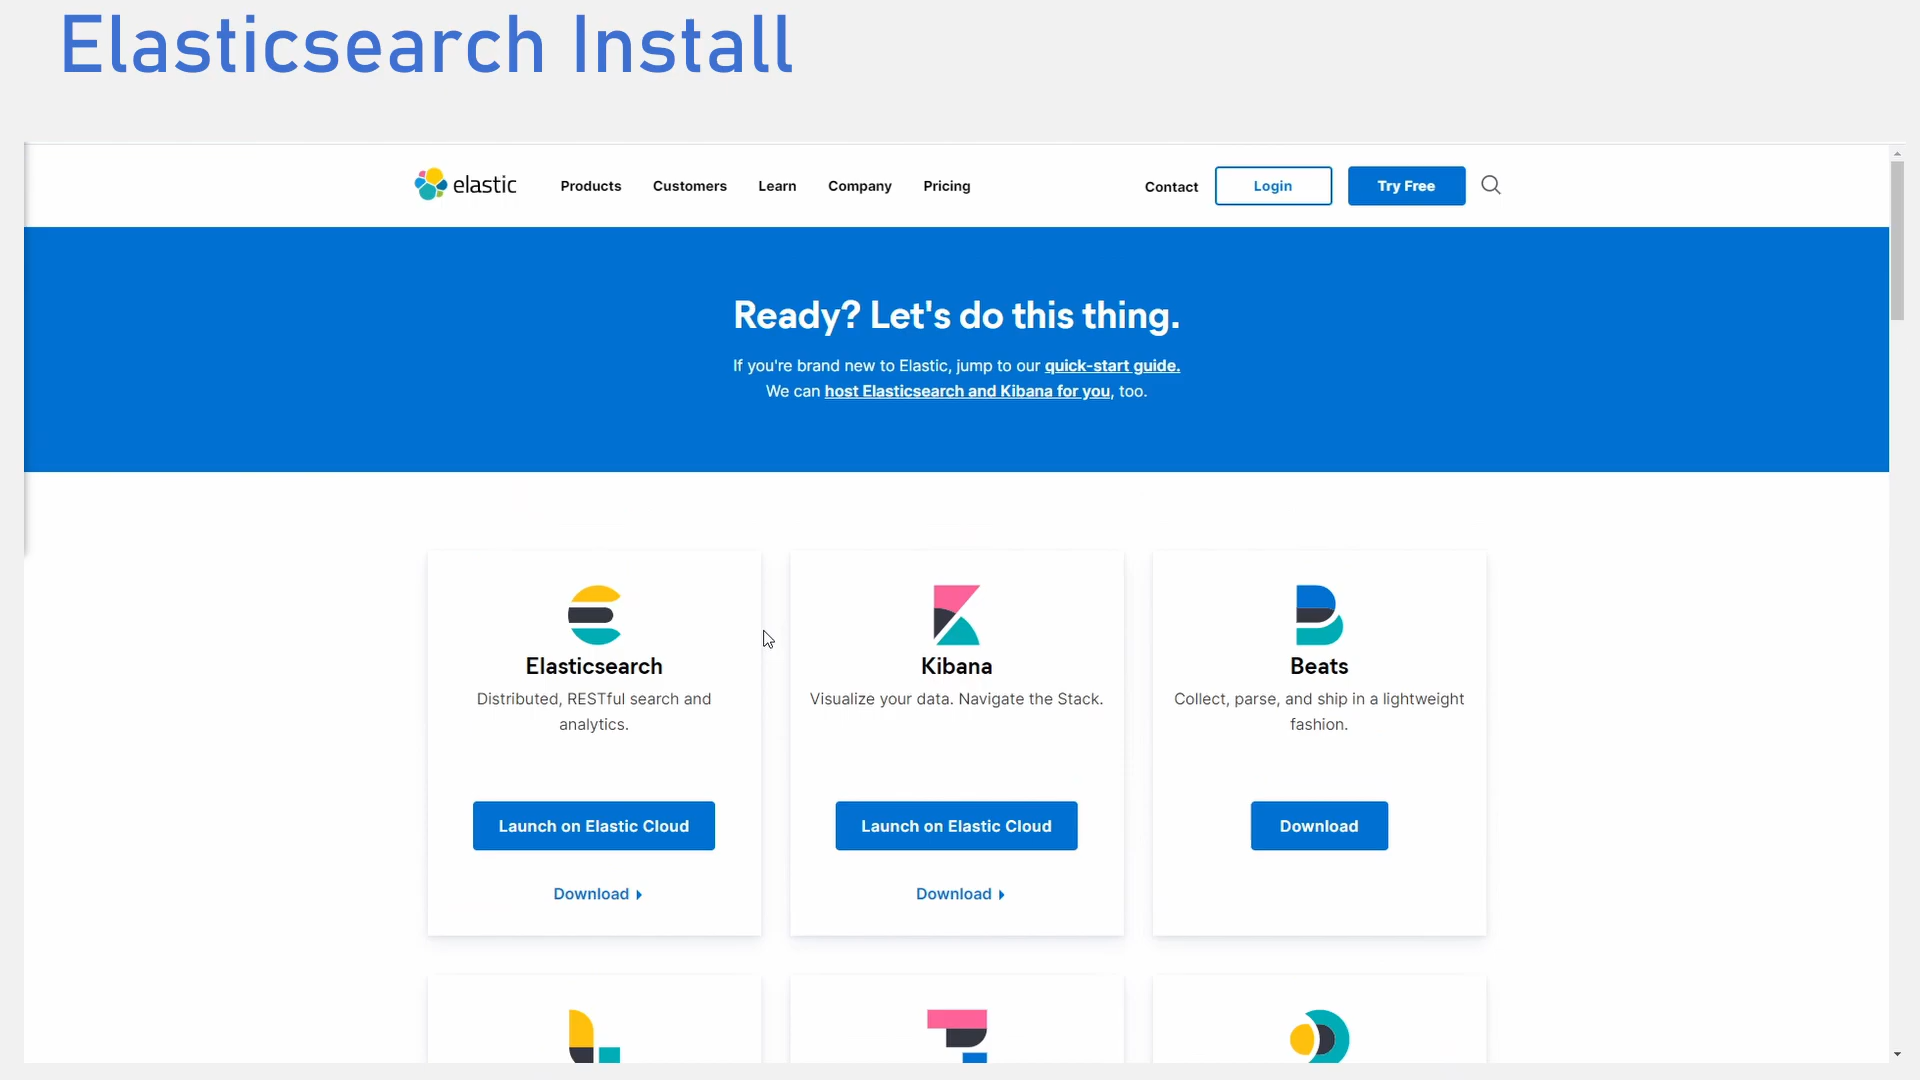 Elasticsearch Install
elastic
Products Customers Learn Company Pricing
Contact Login Try Free
Ready? Let's do this thing.
If you're brand new to Elastic, jump to our quick-start guide.
We can host Elasticsearch and Kibana for you, too.
Elasticsearch
Distributed, RESTful search and
analytics.
Launch on Elastic Cloud
Download
Kibana
Visualize your data. Navigate the Stack.
Launch on Elastic Cloud
Download
Beats
Collect, parse, and ship in a lightweight
fashion.
Download